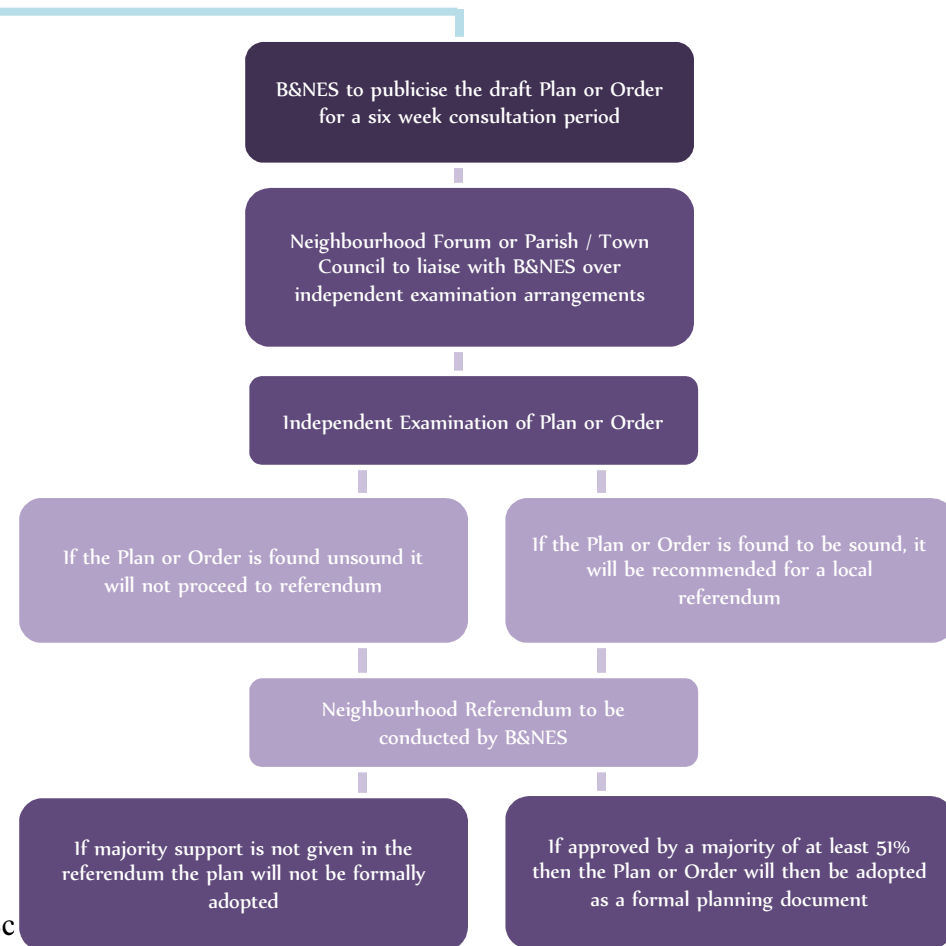 B&NES to publicise the draft Plan or Order
for a six week consultation period
Neighbourhood Forum or Parish / Town
Council to liaise with B&NES over
independent examination arrangements
Independent Examination of Plan or Order
If the Plan or Order is found unsound it
will not proceed to referendum
If the Plan or Order is found to be sound, it
will be recommended for a local
referendum
Neighbourhood Referendum to be
conducted by B&NES
If majority support is not given in the
referendum the plan will not be formally
adopted
If approved by a majority of at least 51%
then the Plan or Order will then be adopted
as a formal planning document